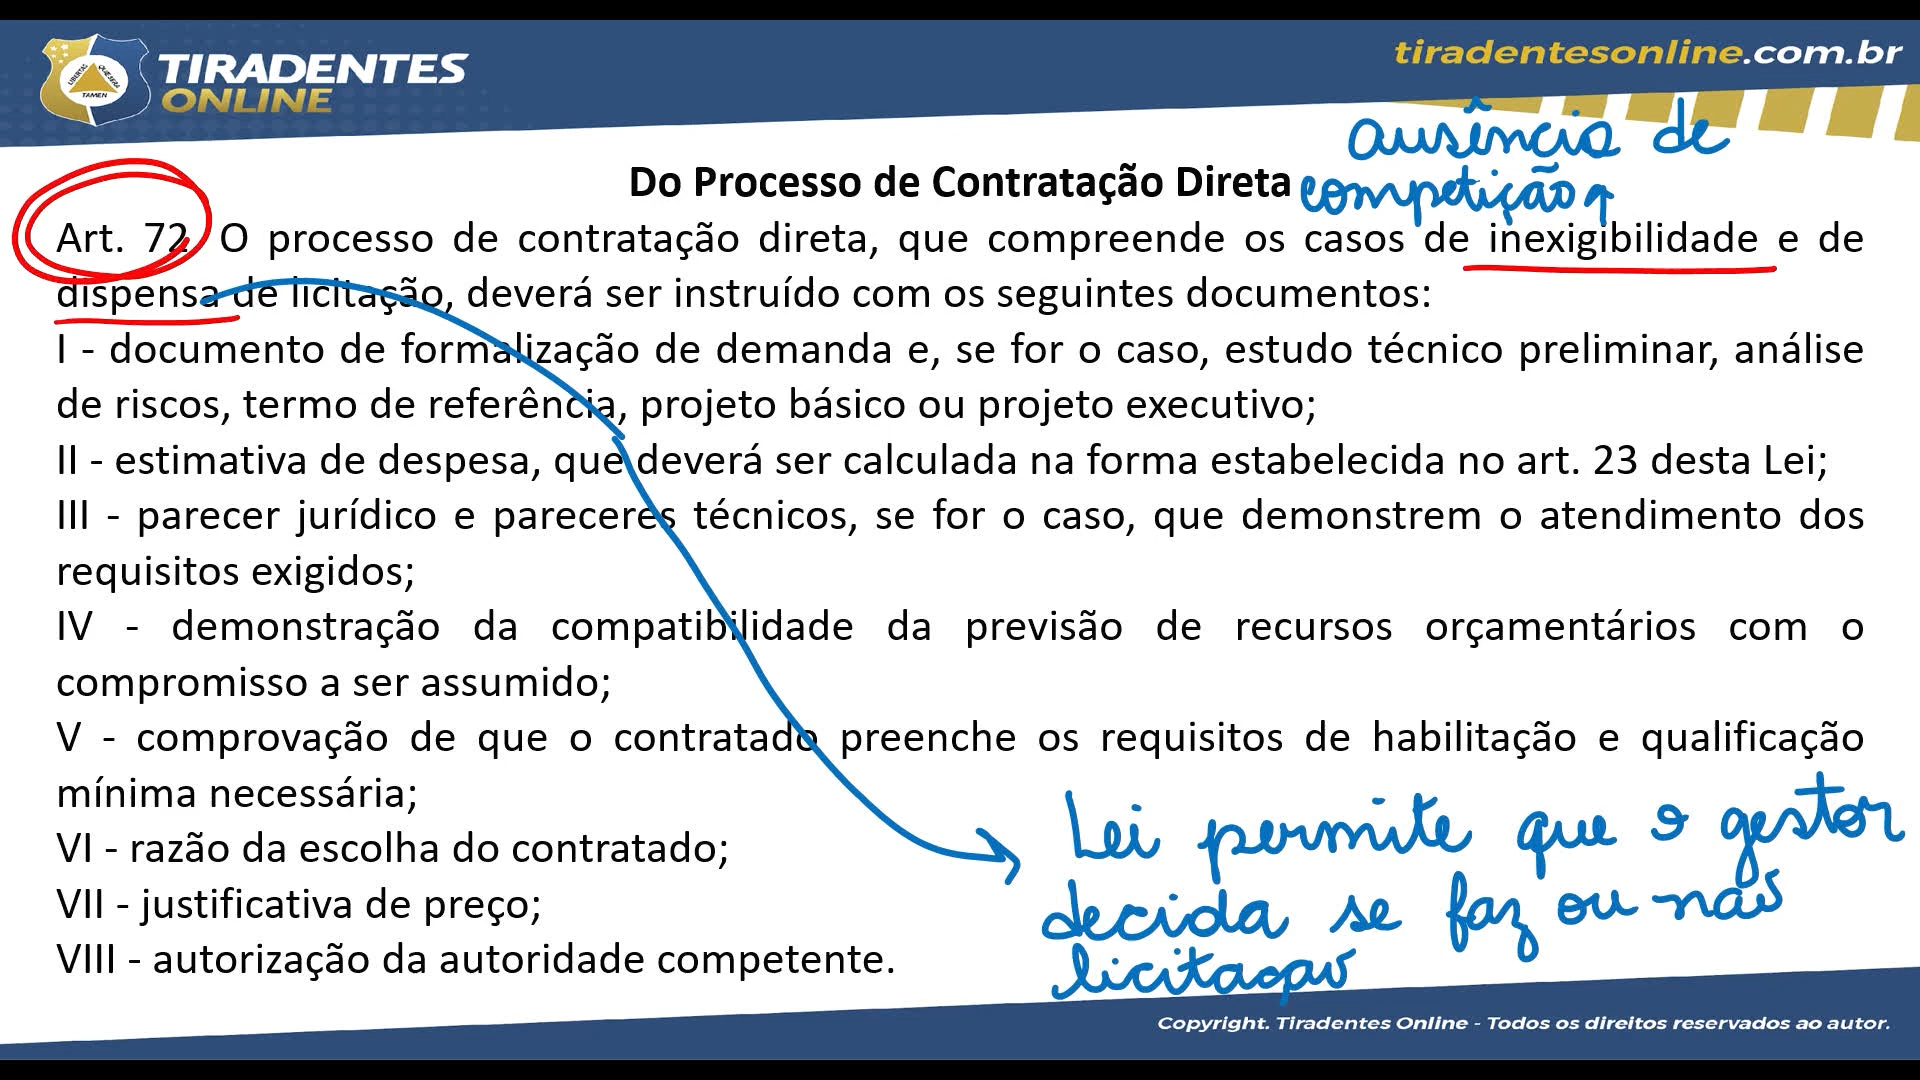 TIRADENTES
ONLINE
LIBERTAS QUÆ SERA TAMEN
tiradentesonline.com.br
ausência de
competição
Do Processo de Contratação Direta
Art. 72. O processo de contratação direta, que compreende os casos de inexigibilidade e de
dispensa de licitação, deverá ser instruído com os seguintes documentos:
I - documento de formalização de demanda e, se for o caso, estudo técnico preliminar, análise
de riscos, termo de referência, projeto básico ou projeto executivo;
II - estimativa de despesa, que deverá ser calculada na forma estabelecida no art. 23 desta Lei;
III - parecer jurídico e pareceres técnicos, se for o caso, que demonstrem o atendimento dos
requisitos exigidos;
IV - demonstração da compatibilidade da previsão de recursos orçamentários com o
compromisso a ser assumido;
V - comprovação de que o contratado preenche os requisitos de habilitação e qualificação
mínima necessária;
VI - razão da escolha do contratado;
VII - justificativa de preço;
VIII - autorização da autoridade competente.
Lei permite que o gestor
decida se faz ou não
licitação
Copyright. Tiradentes Online - Todos os direitos reservados ao autor.